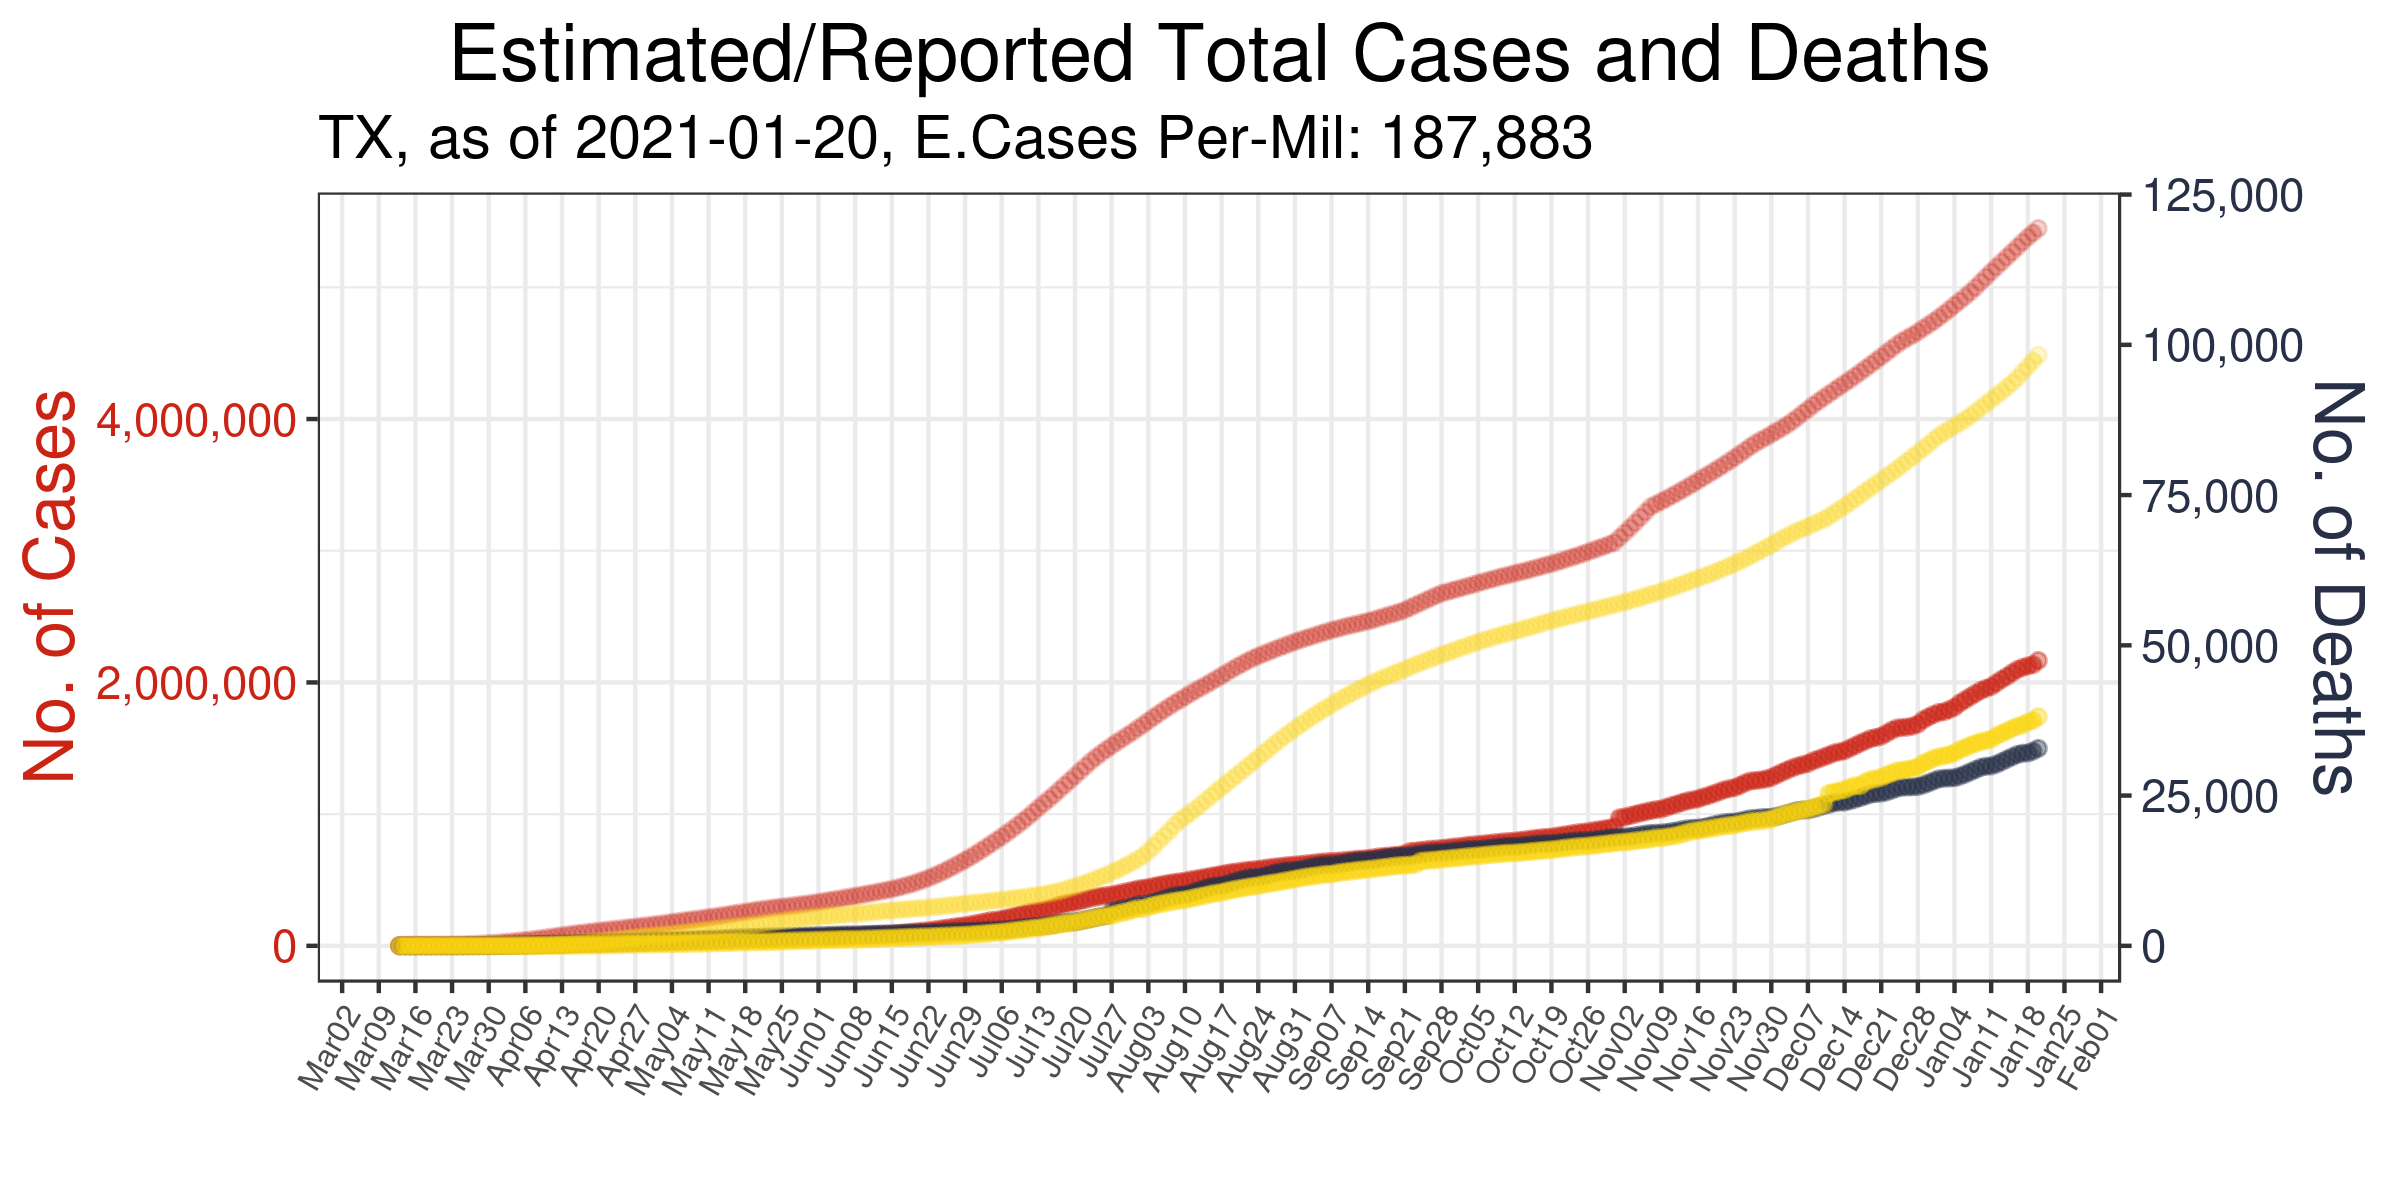 Estimated/Reported Total Cases and Deaths
TX, as of 2021-01-20, E.Cases Per-Mil: 187,883
No. of Cases
4,000,000
2,000,000
0
125,000
100,000
75,000
50,000
25,000
0
No. of Deaths
Mar02
Mar09
Mar16
Mar23
Mar30
Apr06
Apr13
Apr20
Apr27
May04
May11
May18
May25
Jun01
Jun08
Jun15
Jun22
Jun29
Jul06
Jul13
Jul20
Jul27
Aug03
Aug10
Aug17
Aug24
Aug31
Sep07
Sep14
Sep21
Sep28
Oct05
Oct12
Oct19
Oct26
Nov02
Nov09
Nov16
Nov23
Nov30
Dec07
Dec14
Dec21
Dec28
Jan04
Jan11
Jan18
Jan25
Feb01